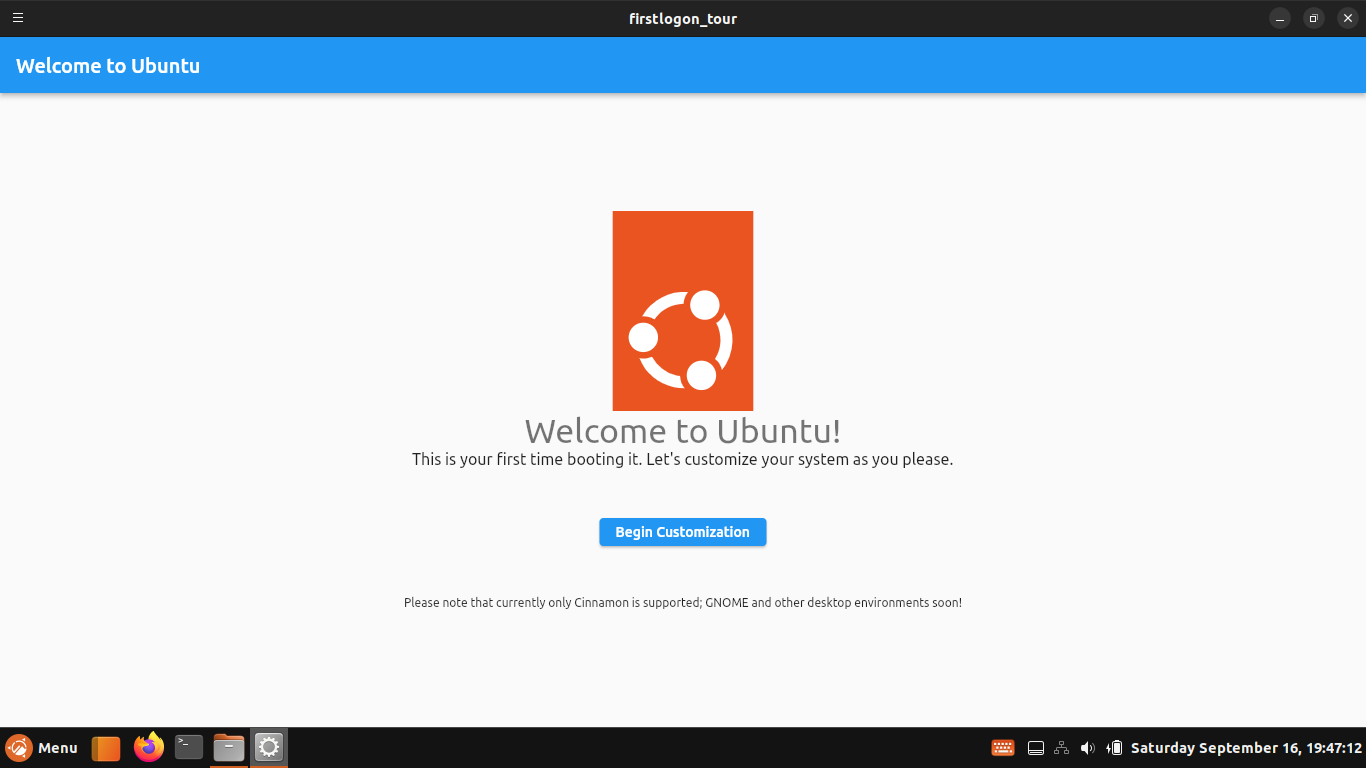 firstlogon_tour
Welcome to Ubuntu
Welcome to Ubuntu!
This is your first time booting it. Let's customize your system as you please.
Begin Customization
Please note that currently only Cinnamon is supported; GNOME and other desktop environments soon!
Menu
Saturday September 16, 19:47:12